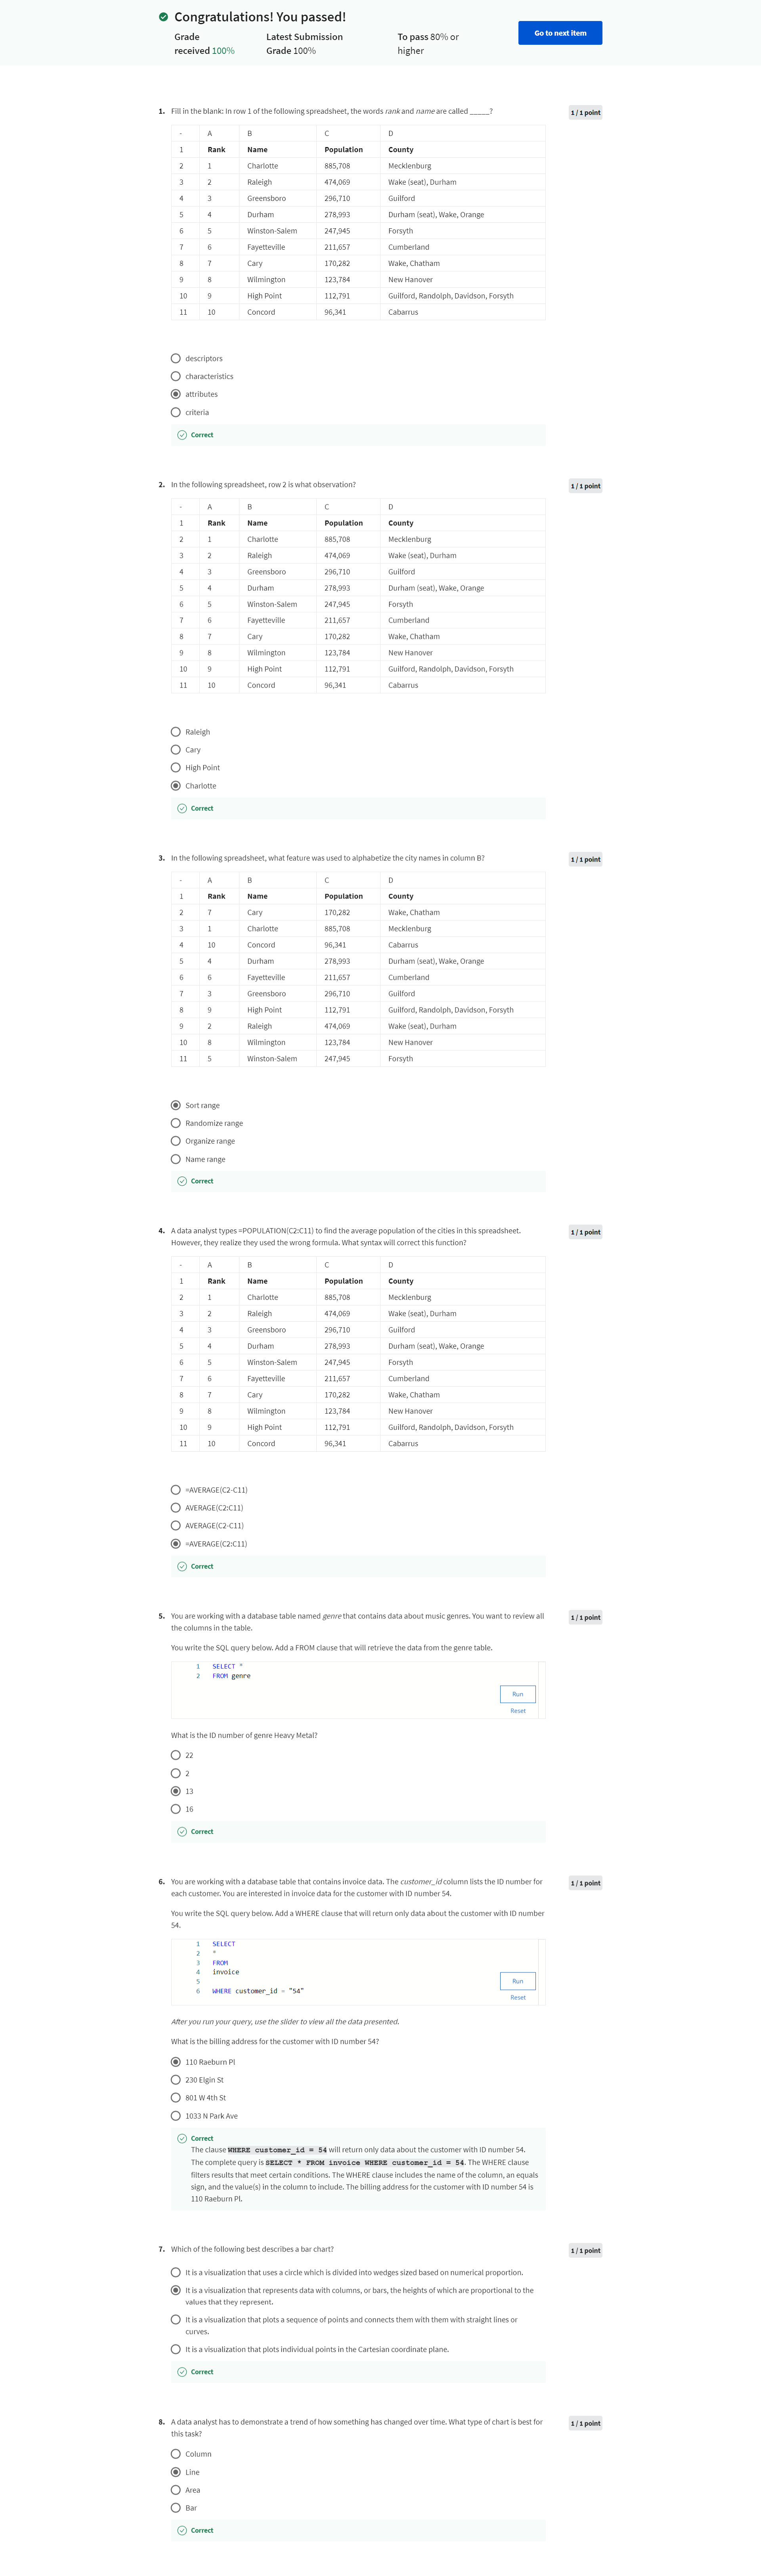 Congratulations! You passed!
Grade
received 100%
Latest Submission
Grade 100%
To pass 80% or
higher
Go to next item
1. Fill in the blank: In row 1 of the following spreadsheet, the words rank and name are called _____?
1 / 1 point
- A B C D
1 Rank Name Population County
2 1 Charlotte 885,708 Mecklenburg
3 2 Raleigh 474,069 Wake (seat), Durham
4 3 Greensboro 296,710 Guilford
5 4 Durham 278,993 Durham (seat), Wake, Orange
6 5 Winston-Salem 247,945 Forsyth
7 6 Fayetteville 211,657 Cumberland
8 7 Cary 170,282 Wake, Chatham
9 8 Wilmington 123,784 New Hanover
10 9 High Point 112,791 Guilford, Randolph, Davidson, Forsyth
11 10 Concord 96,341 Cabarrus
descriptors
characteristics
attributes
criteria
Correct
2. In the following spreadsheet, row 2 is what observation?
1 / 1 point
- A B C D
1 Rank Name Population County
2 1 Charlotte 885,708 Mecklenburg
3 2 Raleigh 474,069 Wake (seat), Durham
4 3 Greensboro 296,710 Guilford
5 4 Durham 278,993 Durham (seat), Wake, Orange
6 5 Winston-Salem 247,945 Forsyth
7 6 Fayetteville 211,657 Cumberland
8 7 Cary 170,282 Wake, Chatham
9 8 Wilmington 123,784 New Hanover
10 9 High Point 112,791 Guilford, Randolph, Davidson, Forsyth
11 10 Concord 96,341 Cabarrus
Raleigh
Cary
High Point
Charlotte
Correct
3. In the following spreadsheet, what feature was used to alphabetize the city names in column B?
1 / 1 point
- A B C D
1 Rank Name Population County
2 7 Cary 170,282 Wake, Chatham
3 1 Charlotte 885,708 Mecklenburg
4 10 Concord 96,341 Cabarrus
5 4 Durham 278,993 Durham (seat), Wake, Orange
6 6 Fayetteville 211,657 Cumberland
7 3 Greensboro 296,710 Guilford
8 9 High Point 112,791 Guilford, Randolph, Davidson, Forsyth
9 2 Raleigh 474,069 Wake (seat), Durham
10 8 Wilmington 123,784 New Hanover
11 5 Winston-Salem 247,945 Forsyth
Sort range
Randomize range
Organize range
Name range
Correct
4. A data analyst types =POPULATION(C2:C11) to find the average population of the cities in this spreadsheet.
However, they realize they used the wrong formula. What syntax will correct this function?
1 / 1 point
- A B C D
1 Rank Name Population County
2 1 Charlotte 885,708 Mecklenburg
3 2 Raleigh 474,069 Wake (seat), Durham
4 3 Greensboro 296,710 Guilford
5 4 Durham 278,993 Durham (seat), Wake, Orange
6 5 Winston-Salem 247,945 Forsyth
7 6 Fayetteville 211,657 Cumberland
8 7 Cary 170,282 Wake, Chatham
9 8 Wilmington 123,784 New Hanover
10 9 High Point 112,791 Guilford, Randolph, Davidson, Forsyth
11 10 Concord 96,341 Cabarrus
=AVERAGE(C2-C11)
AVERAGE(C2:C11)
AVERAGE(C2-C11)
=AVERAGE(C2:C11)
Correct
5. You are working with a database table named genre that contains data about music genres. You want to review all
the columns in the table.
1 / 1 point
You write the SQL query below. Add a FROM clause that will retrieve the data from the genre table.
1 SELECT *
2 FROM genre
Run
Reset
What is the ID number of genre Heavy Metal?
22
2
13
16
Correct
6. You are working with a database table that contains invoice data. The customer_id column lists the ID number for
each customer. You are interested in invoice data for the customer with ID number 54.
1 / 1 point
You write the SQL query below. Add a WHERE clause that will return only data about the customer with ID number
54.
1 SELECT
2 *
3 FROM
4 invoice
5
6 WHERE customer_id = "54"
Run
Reset
After you run your query, use the slider to view all the data presented.
What is the billing address for the customer with ID number 54?
110 Raeburn Pl
230 Elgin St
801 W 4th St
1033 N Park Ave
Correct
The clause WHERE customer_id = 54 will return only data about the customer with ID number 54.
The complete query is SELECT * FROM invoice WHERE customer_id = 54. The WHERE clause
filters results that meet certain conditions. The WHERE clause includes the name of the column, an equals
sign, and the value(s) in the column to include. The billing address for the customer with ID number 54 is
110 Raeburn Pl.
7. Which of the following best describes a bar chart?
1 / 1 point
It is a visualization that uses a circle which is divided into wedges sized based on numerical proportion.
It is a visualization that represents data with columns, or bars, the heights of which are proportional to the
values that they represent.
It is a visualization that plots a sequence of points and connects them with them with straight lines or
curves.
It is a visualization that plots individual points in the Cartesian coordinate plane.
Correct
8. A data analyst has to demonstrate a trend of how something has changed over time. What type of chart is best for
this task?
1 / 1 point
Column
Line
Area
Bar
Correct